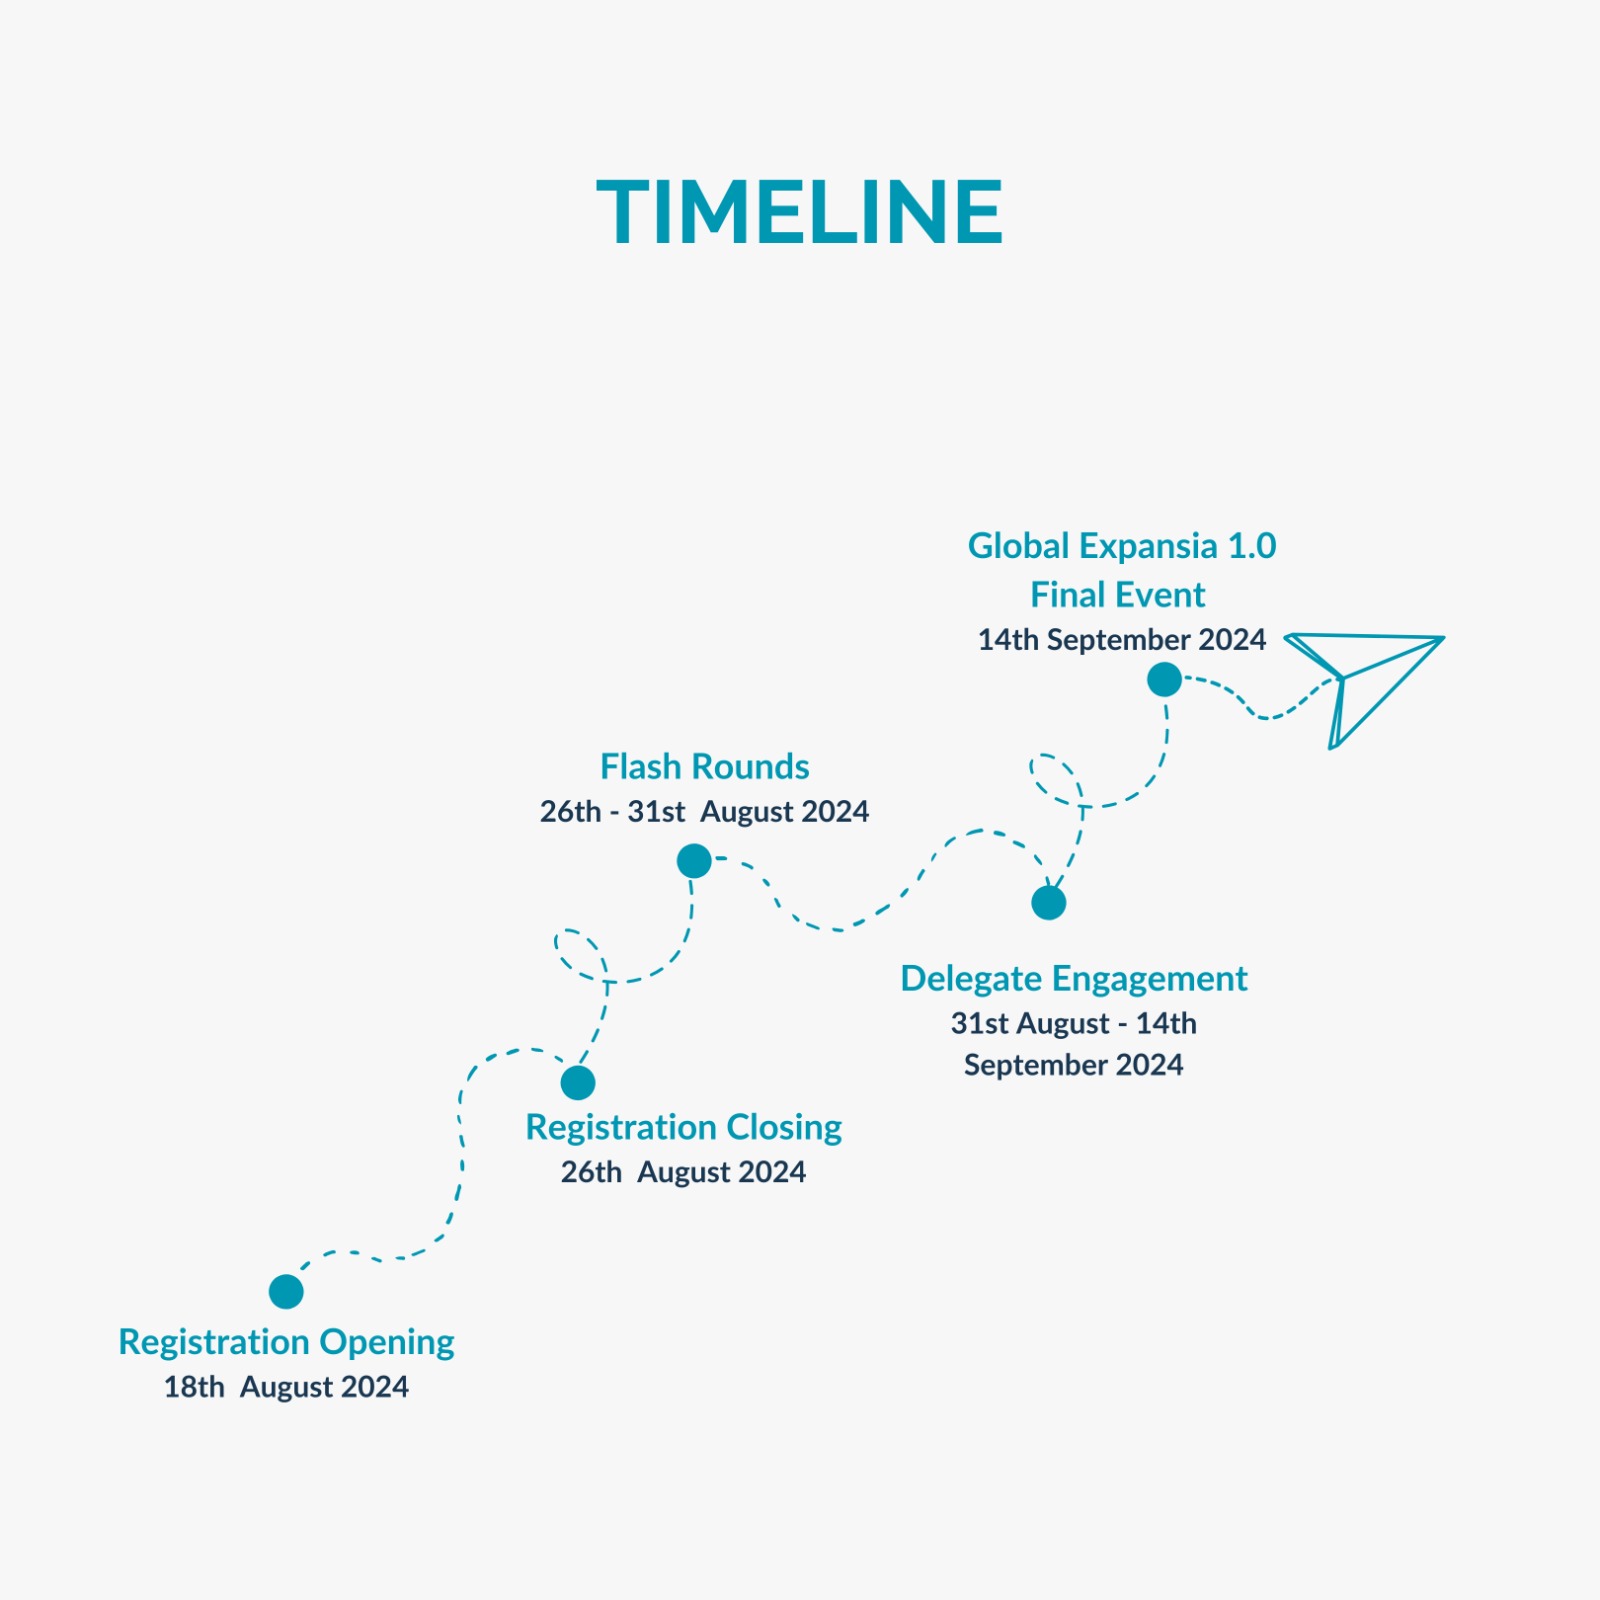 TIMELINE
Global Expansia 1.0
Final Event
14th September 2024
Flash Rounds
26th - 31st August 2024
Delegate Engagement
31st August - 14th
September 2024
Registration Closing
26th August 2024
Registration Opening
18th August 2024